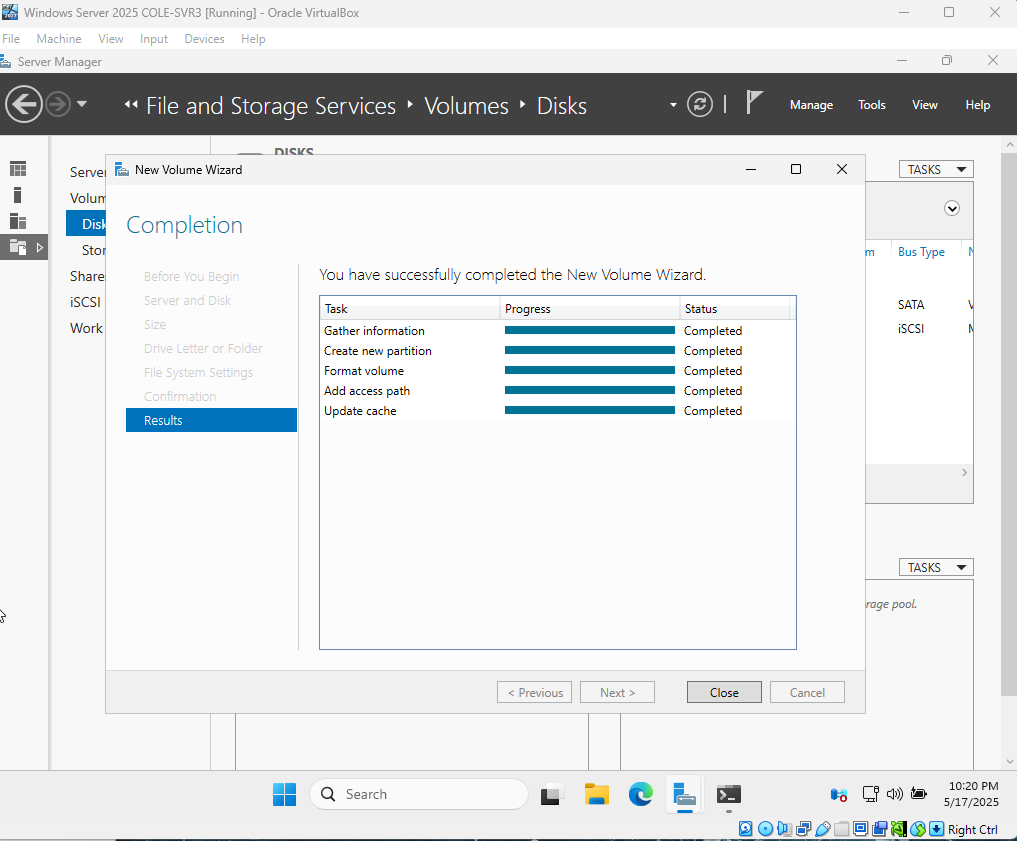 Windows Server 2025 COLE-SVR3 [Running] - Oracle VirtualBox
File Machine View Input Devices Help
Server Manager
File and Storage Services Volumes Disks
Manage Tools View Help
DISKS
TASKS
New Volume Wizard
Completion
Before You Begin
Server and Disk
Size
Drive Letter or Folder
File System Settings
Confirmation
Results
You have successfully completed the New Volume Wizard.
Task Progress Status
Gather information Completed
Create new partition Completed
Format volume Completed
Add access path Completed
Update cache Completed
< Previous Next > Close Cancel
Server
Volum
Disk
Stor
Share
iSCSI
Work
m Bus Type
SATA
iSCSI
TASKS
rage pool.
Search
10:20 PM
5/17/2025
Right Ctrl